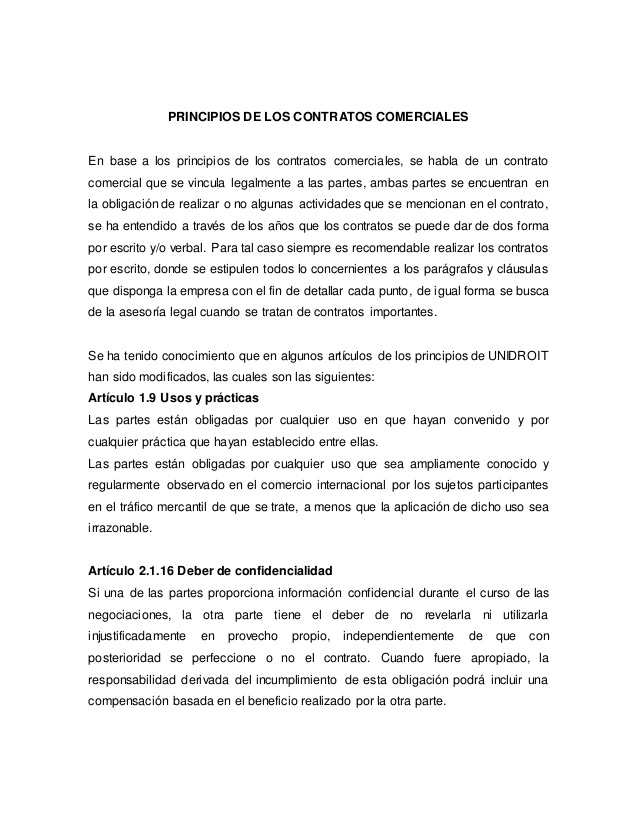 PRINCIPIOS DE LOS CONTRATOS COMERCIALES
En base a los principios de los contratos comerciales, se habla de un contrato
comercial que se vincula legalmente a las partes, ambas partes se encuentran en
la obligación de realizar o no algunas actividades que se mencionan en el contrato,
se ha entendido a través de los años que los contratos se puede dar de dos forma
por escrito y/o verbal. Para tal caso siempre es recomendable realizar los contratos
por escrito, donde se estipulen todos lo concernientes a los parágrafos y cláusulas
que disponga la empresa con el fin de detallar cada punto, de igual forma se busca
de la asesoría legal cuando se tratan de contratos importantes.
Se ha tenido conocimiento que en algunos artículos de los principios de UNIDROIT
han sido modificados, las cuales son las siguientes:
Artículo 1.9 Usos y prácticas
Las partes están obligadas por cualquier uso en que hayan convenido y por
cualquier práctica que hayan establecido entre ellas.
Las partes están obligadas por cualquier uso que sea ampliamente conocido y
regularmente observado en el comercio internacional por los sujetos participantes
en el tráfico mercantil de que se trate, a menos que la aplicación de dicho uso sea
irrazonable.
Artículo 2.1.16 Deber de confidencialidad
Si una de las partes proporciona información confidencial durante el curso de las
negociaciones, la otra parte tiene el deber de no revelarla ni utilizarla
injustificadamente en provecho propio, independientemente de que con
posterioridad se perfeccione o no el contrato. Cuando fuere apropiado, la
responsabilidad derivada del incumplimiento de esta obligación podrá incluir una
compensación basada en el beneficio realizado por la otra parte.